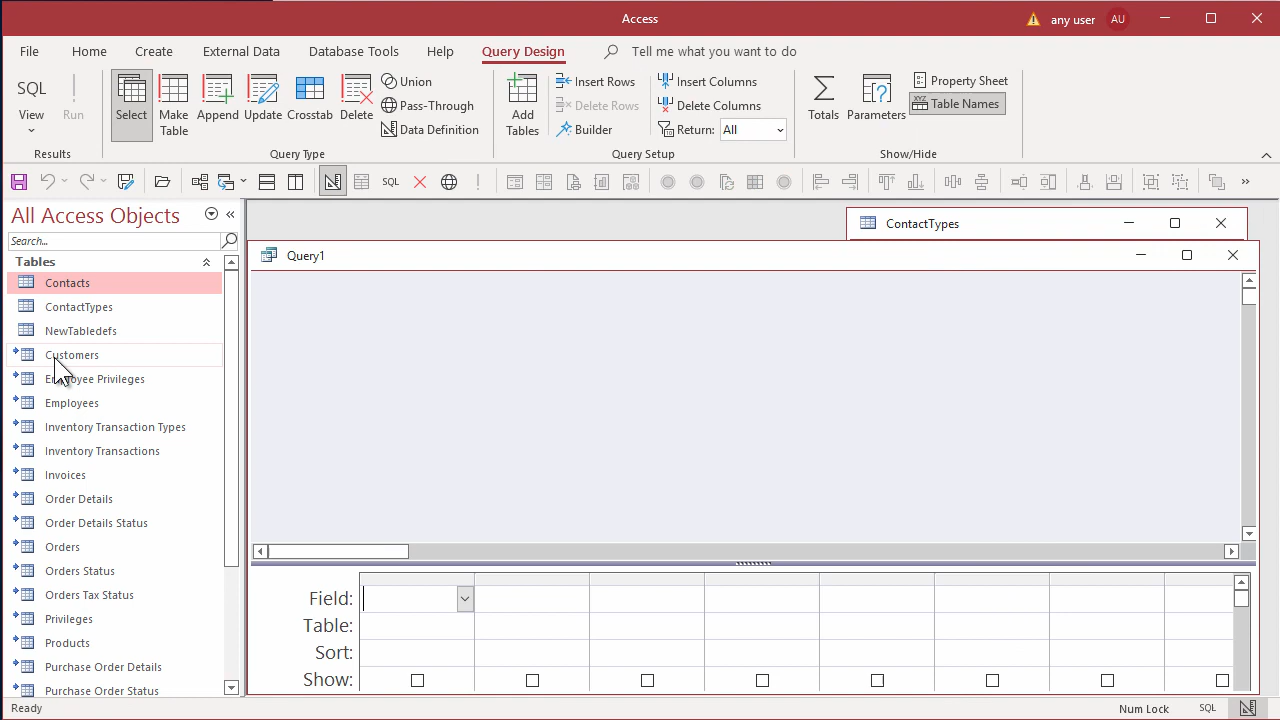 Access
any user
AU
File Home Create External Data Database Tools Help Query Design Tell me what you want to do
SQL
View
Run
Results
Select
Make Table
Append
Update
Crosstab
Delete
Union
Pass-Through
Data Definition
Query Type
Add Tables
Insert Rows
Delete Rows
Builder
Insert Columns
Delete Columns
Return: All
Query Setup
Totals
Parameters
Property Sheet
XYZ Table Names
Show/Hide
SQL
All Access Objects
Search...
Tables
Contacts
ContactTypes
NewTabledefs
Customers
Employee Privileges
Employees
Inventory Transaction Types
Inventory Transactions
Invoices
Order Details
Order Details Status
Orders
Orders Status
Orders Tax Status
Privileges
Products
Purchase Order Details
Purchase Order Status
ContactTypes
Query1
Field:
Table:
Sort:
Show:
Ready
Num Lock
SQL